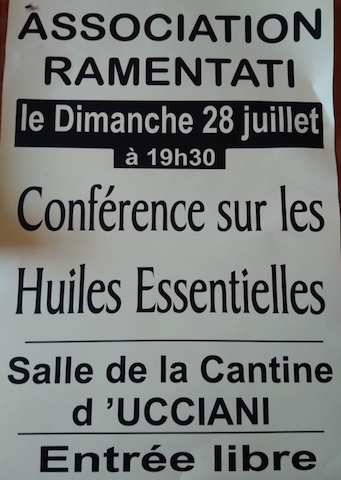 ASSOCIATION
RAMENTATI
le Dimanche 28 juillet
à 19h30
Conférence sur les
Huiles Essentielles
Salle de la Cantine
d 'UCCIANI
Entrée libre